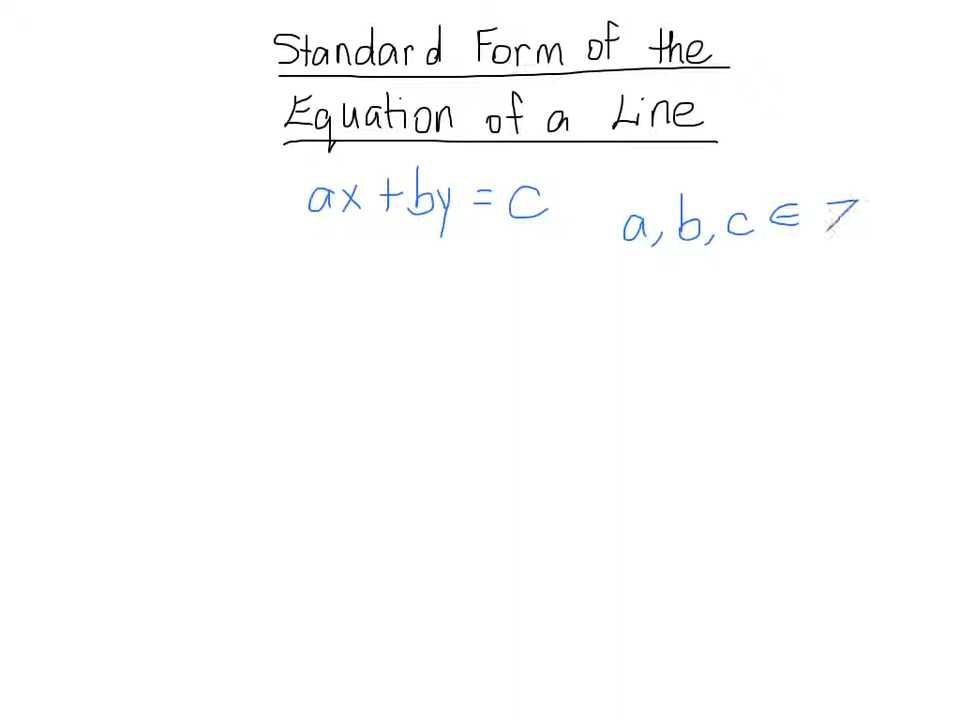 Standard Form of the
Equation of a Line
ax + by = c
a, b, c ∈